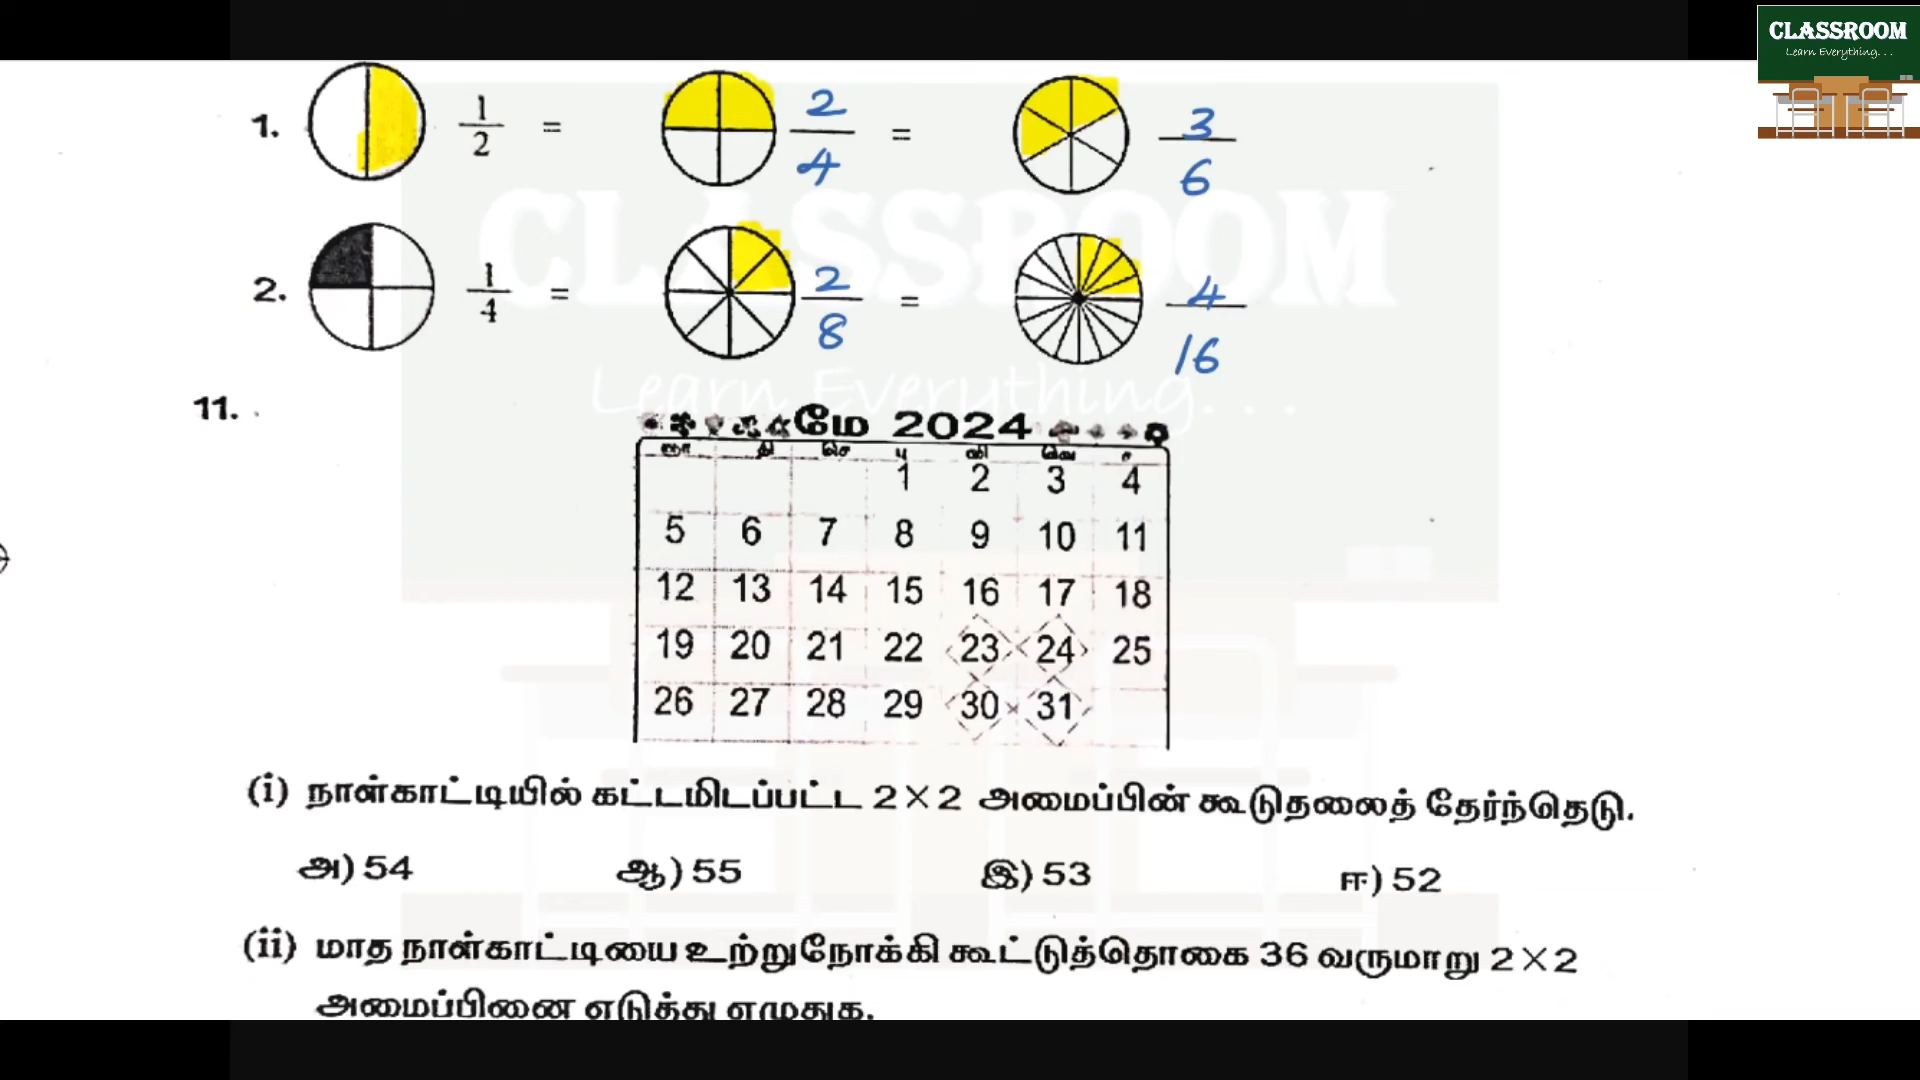 CLASSROOM
Learn Everything. . .
1. 1/2 = 2/4 = 3/6
2. 1/4 = 2/8 = 4/16
CLASSROOM
Learn Everything. . .
11.
மே 2024
ஞா தி செ பு வி வெ ச
1 2 3 4
5 6 7 8 9 10 11
12 13 14 15 16 17 18
19 20 21 22 23 24 25
26 27 28 29 30 31
(i) நாள்காட்டியில் கட்டமிடப்பட்ட 2×2 அமைப்பின் கூடுதலைத் தேர்ந்தெடு.
அ) 54 ஆ) 55 இ) 53 ஈ) 52
(ii) மாத நாள்காட்டியை உற்றுநோக்கி கூட்டுத்தொகை 36 வருமாறு 2×2
அமைப்பினை எடுத்து எழுதுக.